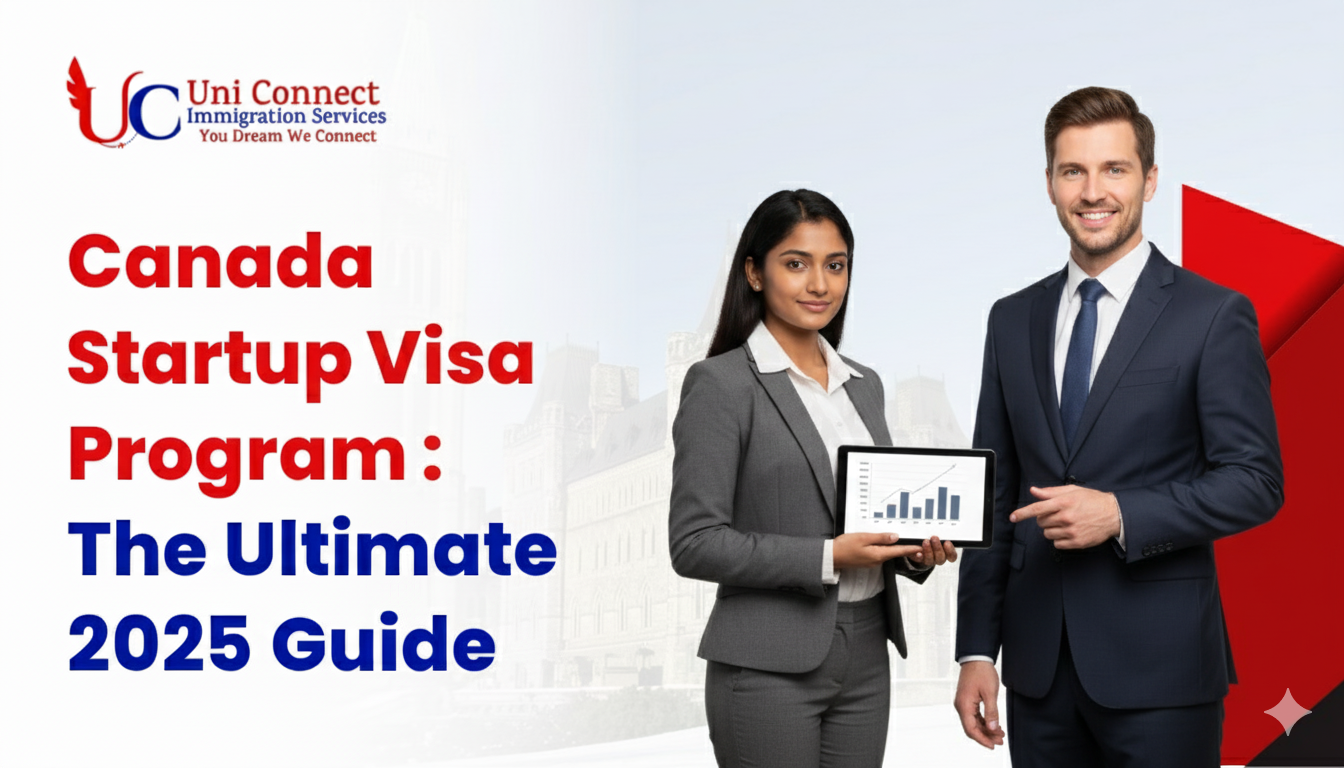 UC Uni Connect
Immigration Services
You Dream We Connect
Canada
Startup Visa
Program :
The Ultimate
2025 Guide